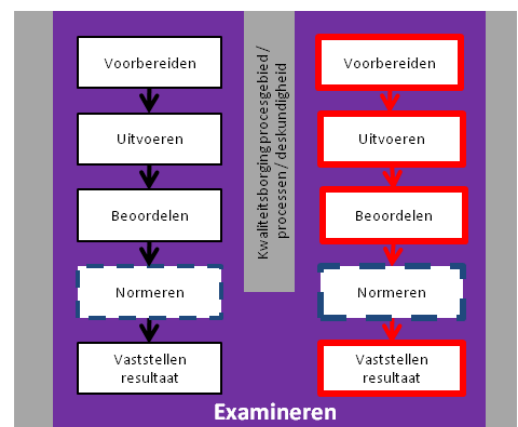 Voorbereiden
Uitvoeren
Beoordelen
Normeren
Vaststellen
resultaat
Kwaliteitsborging procesgebied /
processen / deskundigheid
Voorbereiden
Uitvoeren
Beoordelen
Normeren
Vaststellen
resultaat
Examineren